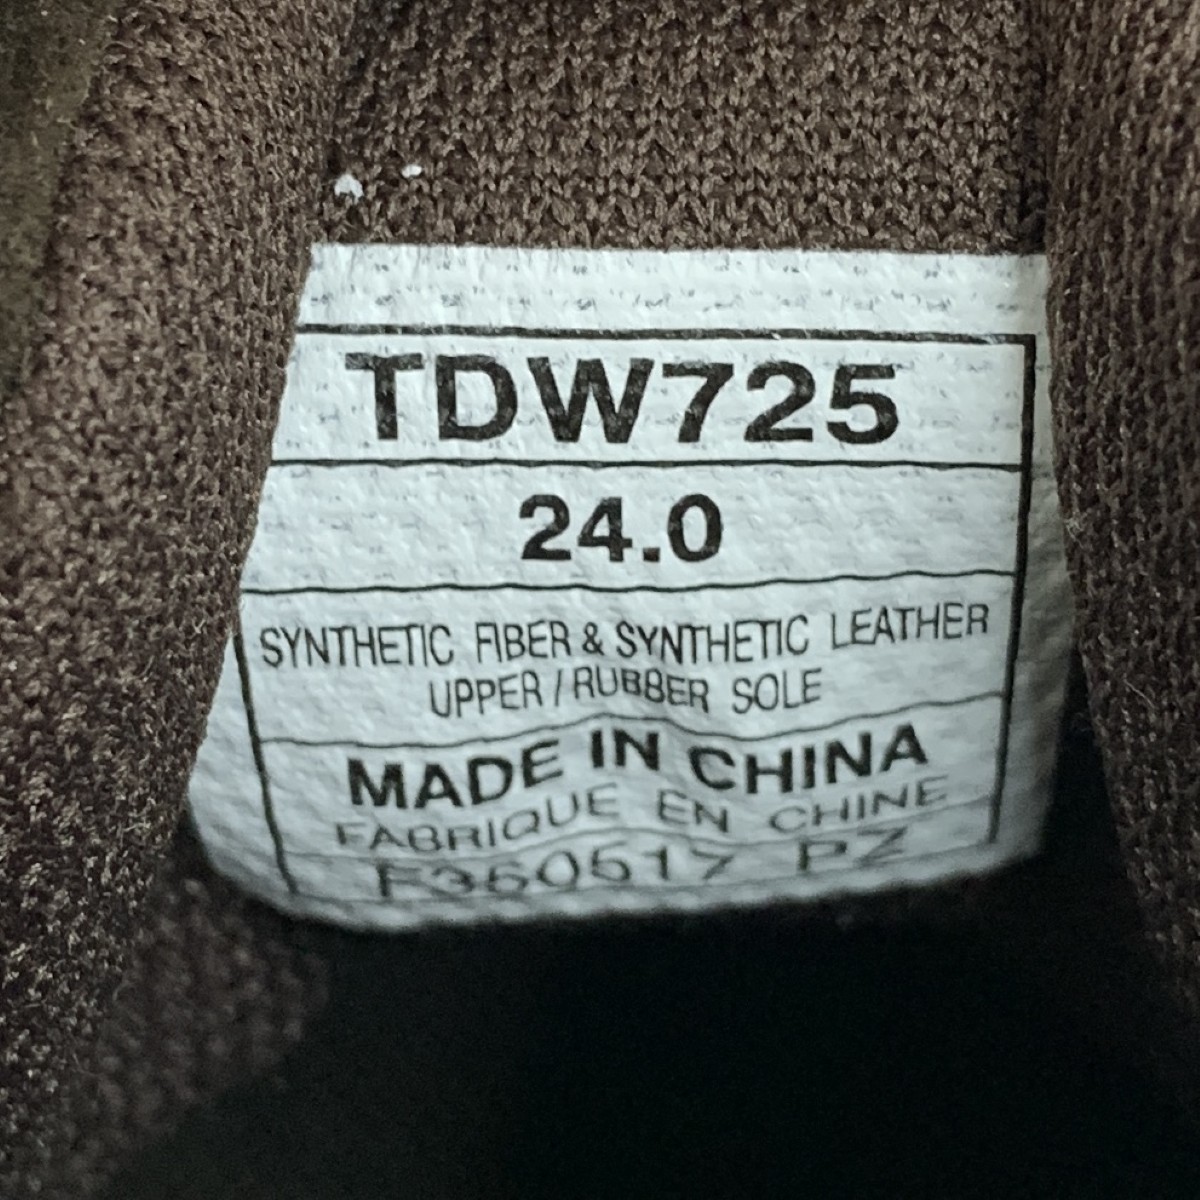 TDW725
24.0
SYNTHETIC FIBER & SYNTHETIC LEATHER
UPPER / RUBBER SOLE
MADE IN CHINA
FABRIQUE EN CHINE
F360517 PZ